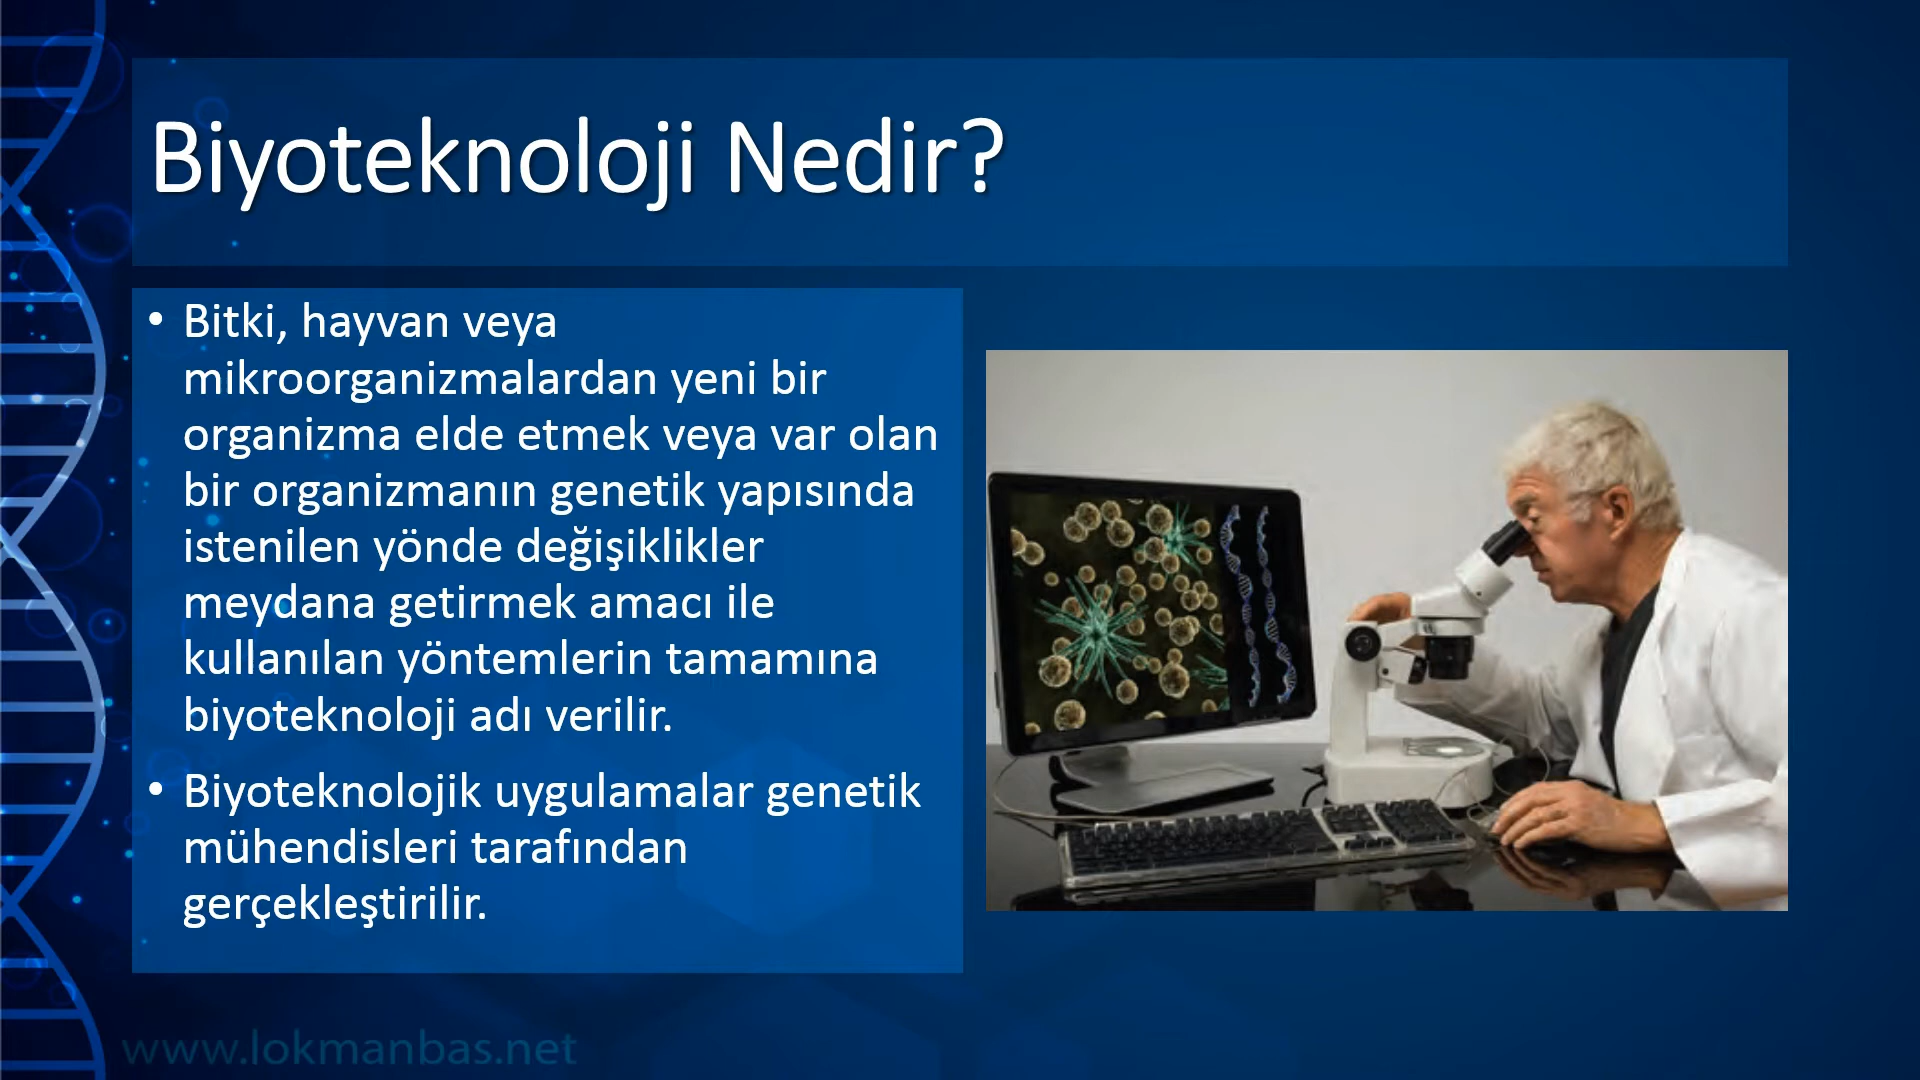 Biyoteknoloji Nedir?
• Bitki, hayvan veya
mikroorganizmalardan yeni bir
organizma elde etmek veya var olan
bir organizmanın genetik yapısında
istenilen yönde değişiklikler
meydana getirmek amacı ile
kullanılan yöntemlerin tamamına
biyoteknoloji adı verilir.
• Biyoteknolojik uygulamalar genetik
mühendisleri tarafından
gerçekleştirilir.
www.lokmanbas.net